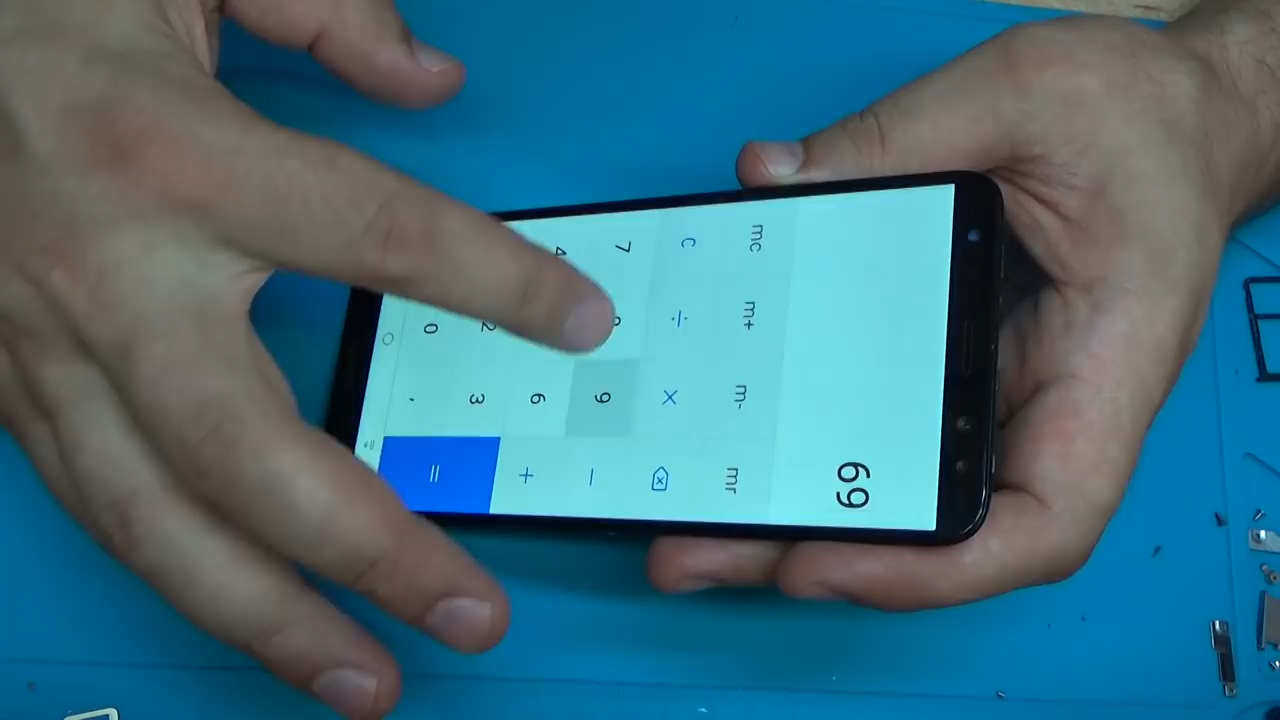 69
mc m+ m- mr
C ÷ ×
7 9 −
4 6 +
2 3 =
0 ,